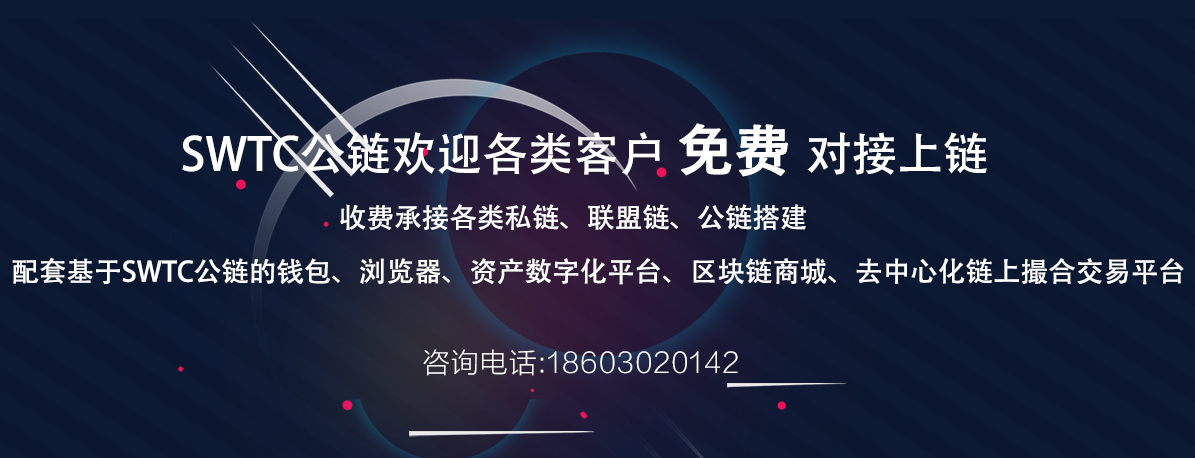 SWTC公链欢迎各类客户 免费 对接上链
收费承接各类私链、联盟链、公链搭建
配套基于SWTC公链的钱包、浏览器、资产数字化平台、区块链商城、去中心化链上撮合交易平台
咨询电话:18603020142